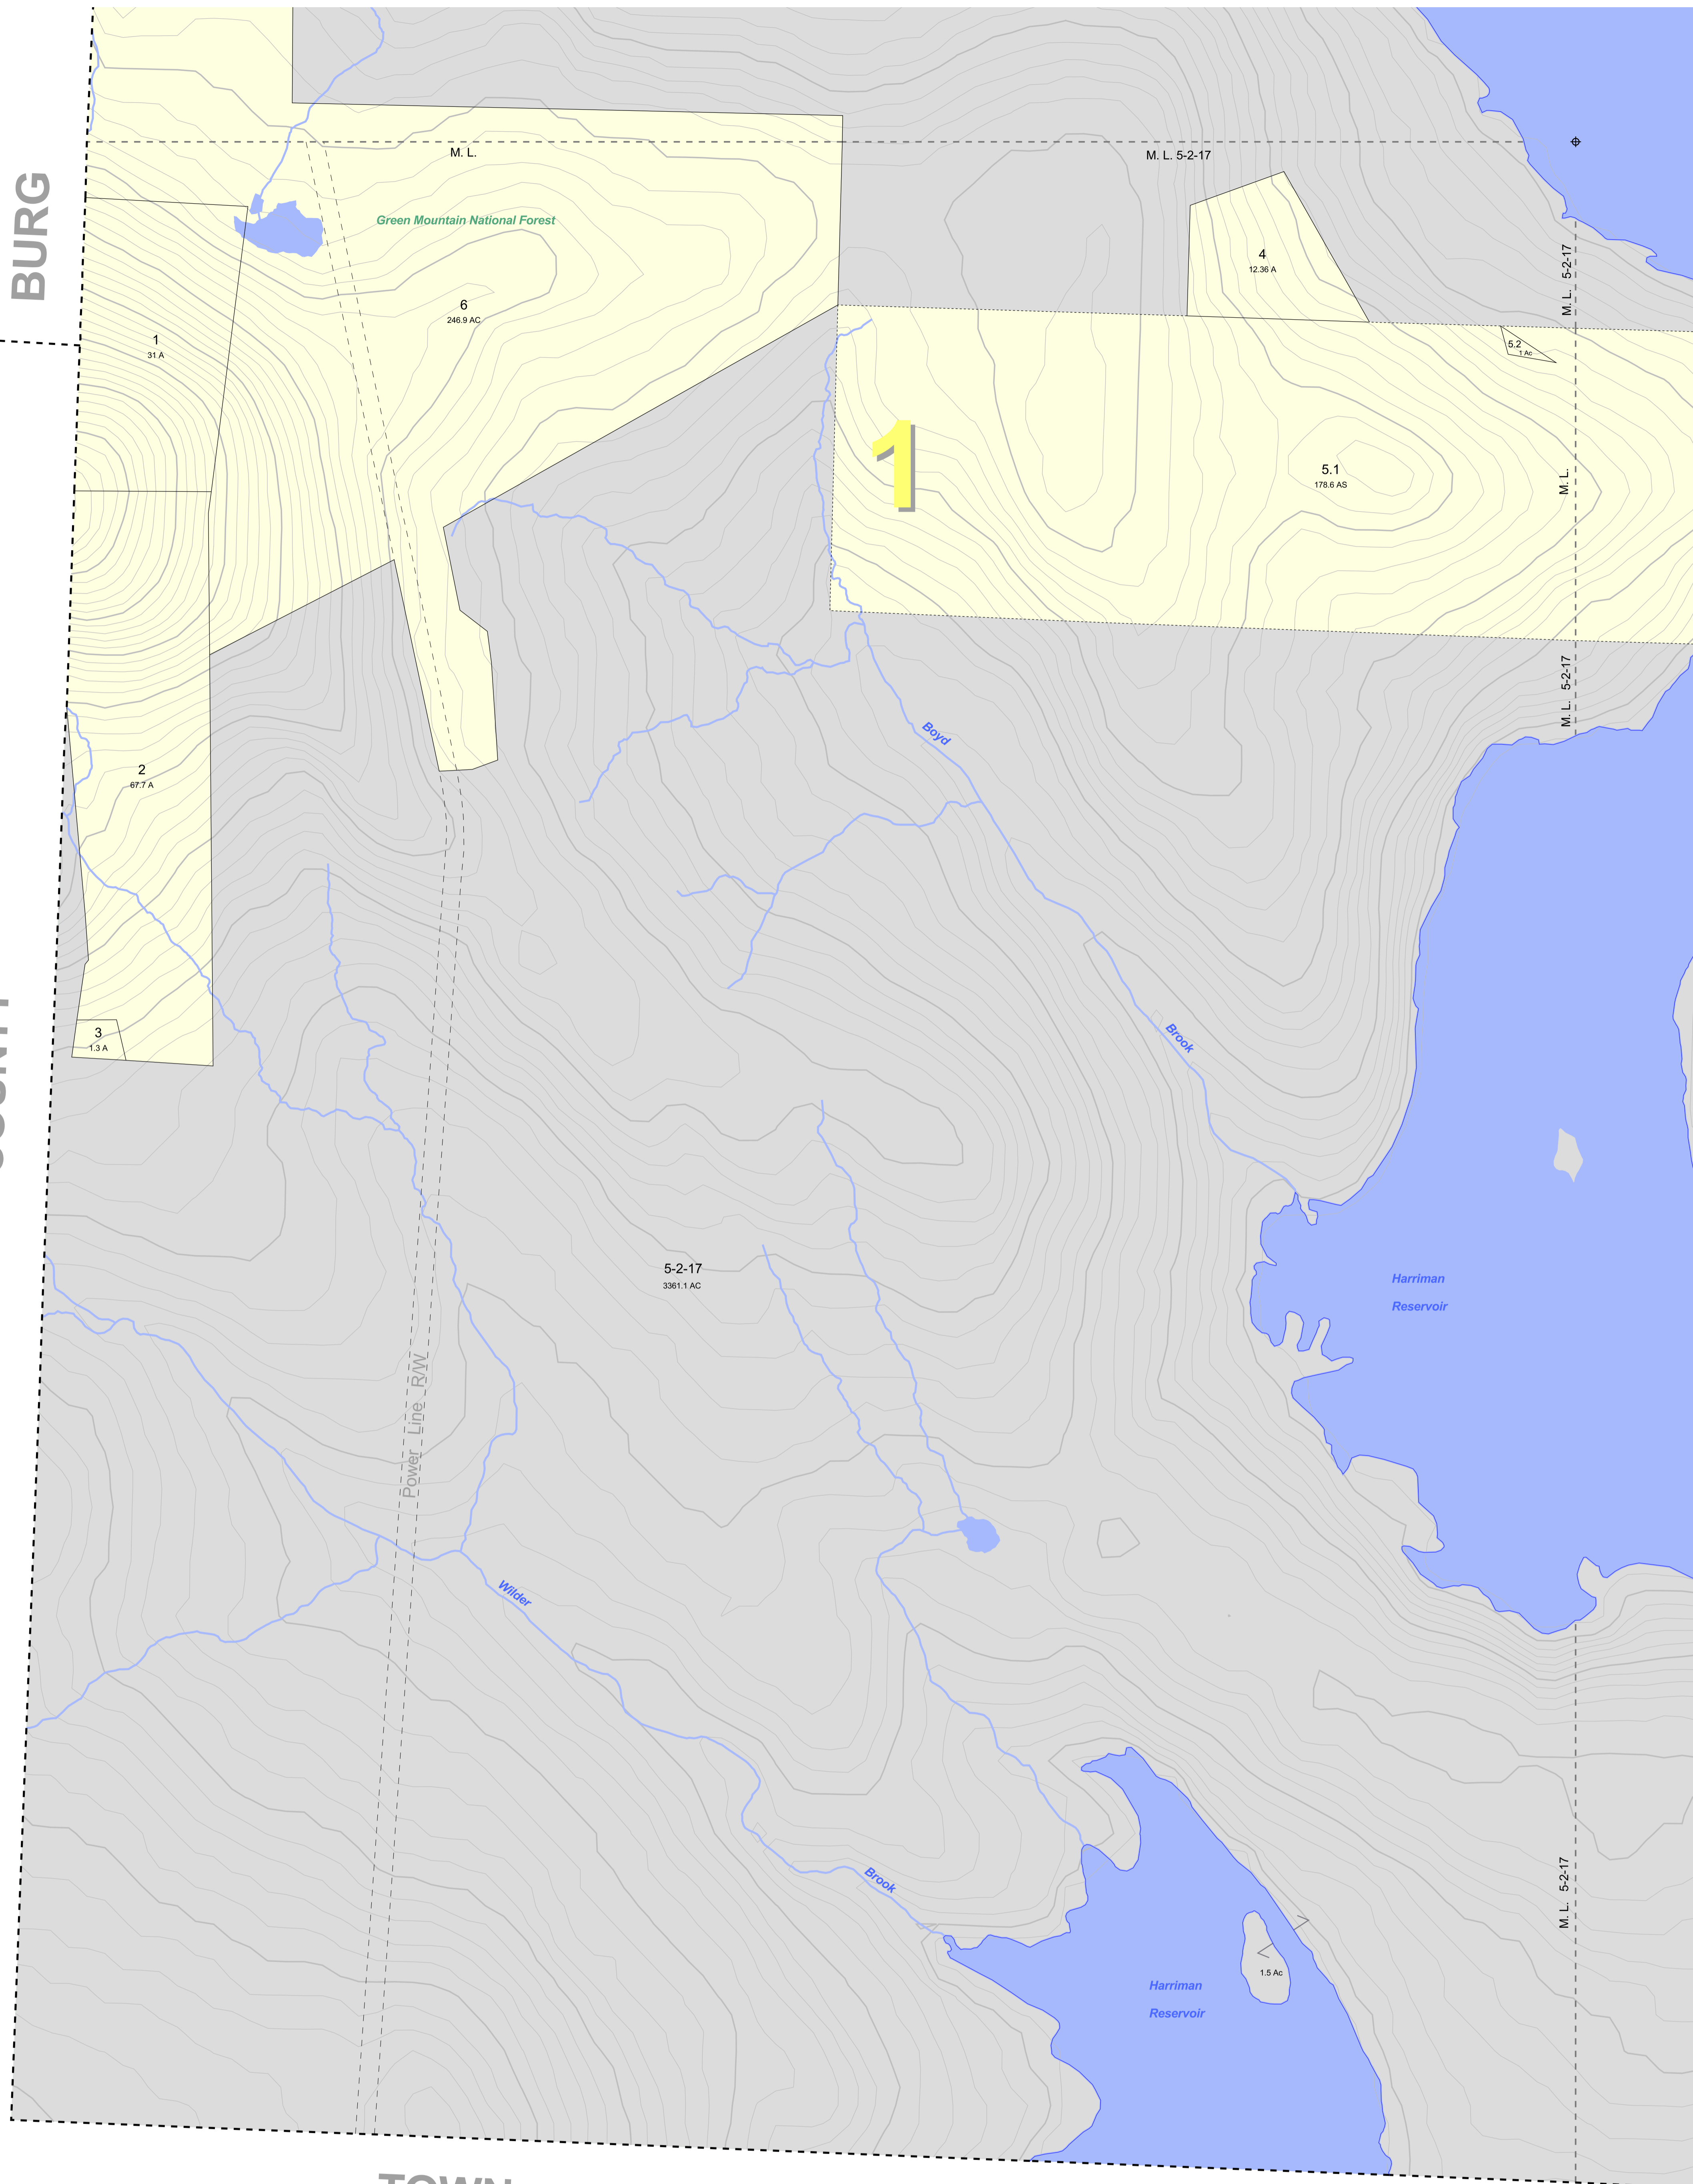 BURG
M. L.
M. L. 5-2-17
Green Mountain National Forest
4
12.36 A
M. L. 5-2-17
6
246.9 AC
1
31 A
5.2
1 Ac
1
5.1
178.6 AS
M. L.
M. L. 5-2-17
Boyd
2
67.7 A
Brook
3
1.3 A
5-2-17
3361.1 AC
Harriman
Reservoir
Power Line R/W
Wilder
Brook
M. L. 5-2-17
1.5 Ac
Harriman
Reservoir
TOWN